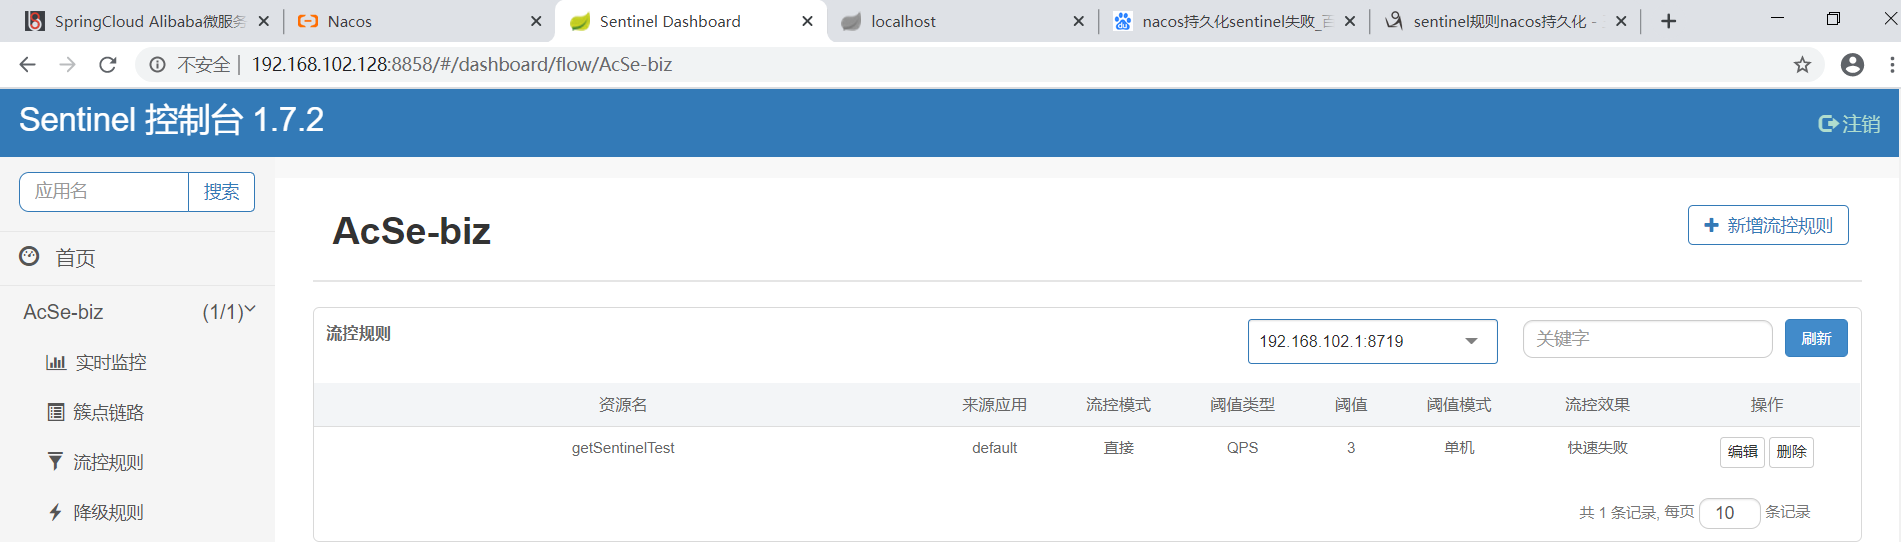 SpringCloud Alibaba微服务
Nacos
Sentinel Dashboard
localhost
nacos持久化sentinel失败_百
sentinel规则nacos持久化 -
不安全 192.168.102.128:8858/#/dashboard/flow/AcSe-biz
Sentinel 控制台 1.7.2
注销
应用名
搜索
首页
AcSe-biz (1/1)
实时监控
簇点链路
流控规则
降级规则
AcSe-biz
新增流控规则
流控规则
192.168.102.1:8719
关键字
刷新
资源名 来源应用 流控模式 阈值类型 阈值 阈值模式 流控效果 操作
getSentinelTest default 直接 QPS 3 单机 快速失败 编辑 删除
共 1 条记录, 每页 10 条记录